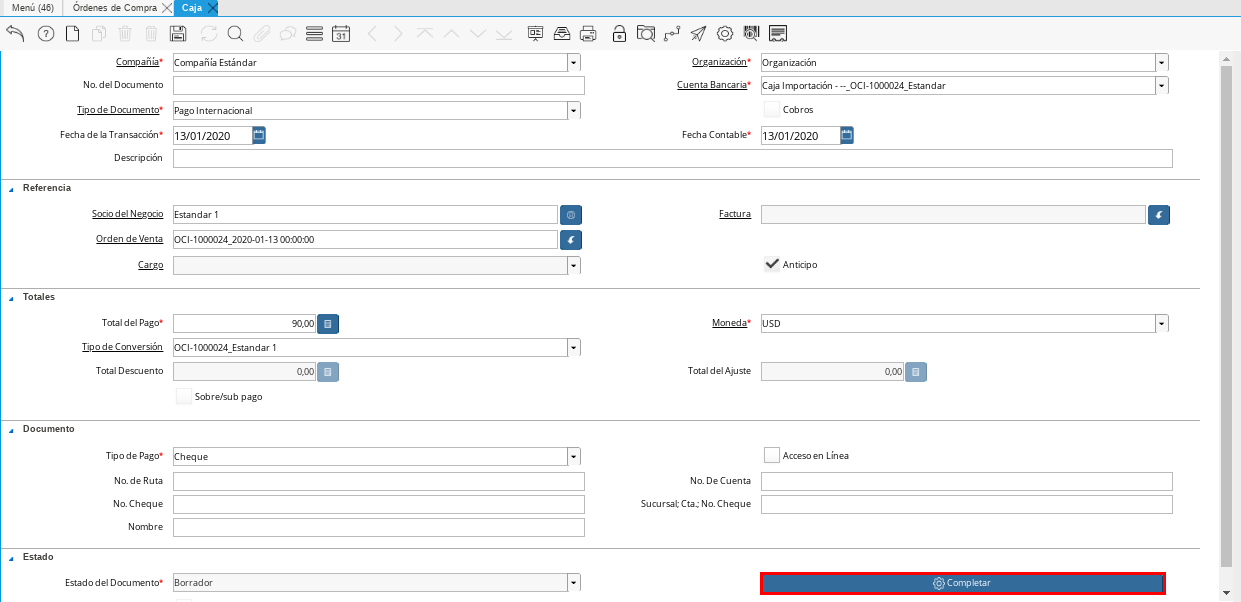 Menú (46) Órdenes de Compra Caja
31
Compañía* Compañía Estándar Organización* Organización
No. del Documento Cuenta Bancaria* Caja Importación - --_OCI-1000024_Estandar
Tipo de Documento* Pago Internacional Cobros
Fecha de la Transacción* 13/01/2020 Fecha Contable* 13/01/2020
Descripción
Referencia
Socio del Negocio Estandar 1 Factura
Orden de Venta OCI-1000024_2020-01-13 00:00:00
Cargo Anticipo
Totales
Total del Pago* 90,00 Moneda* USD
Tipo de Conversión OCI-1000024_Estandar 1
Total Descuento 0,00 Total del Ajuste 0,00
Sobre/sub pago
Documento
Tipo de Pago* Cheque Acceso en Línea
No. de Ruta No. De Cuenta
No. Cheque Sucursal; Cta.; No. Cheque
Nombre
Estado
Estado del Documento* Borrador Completar